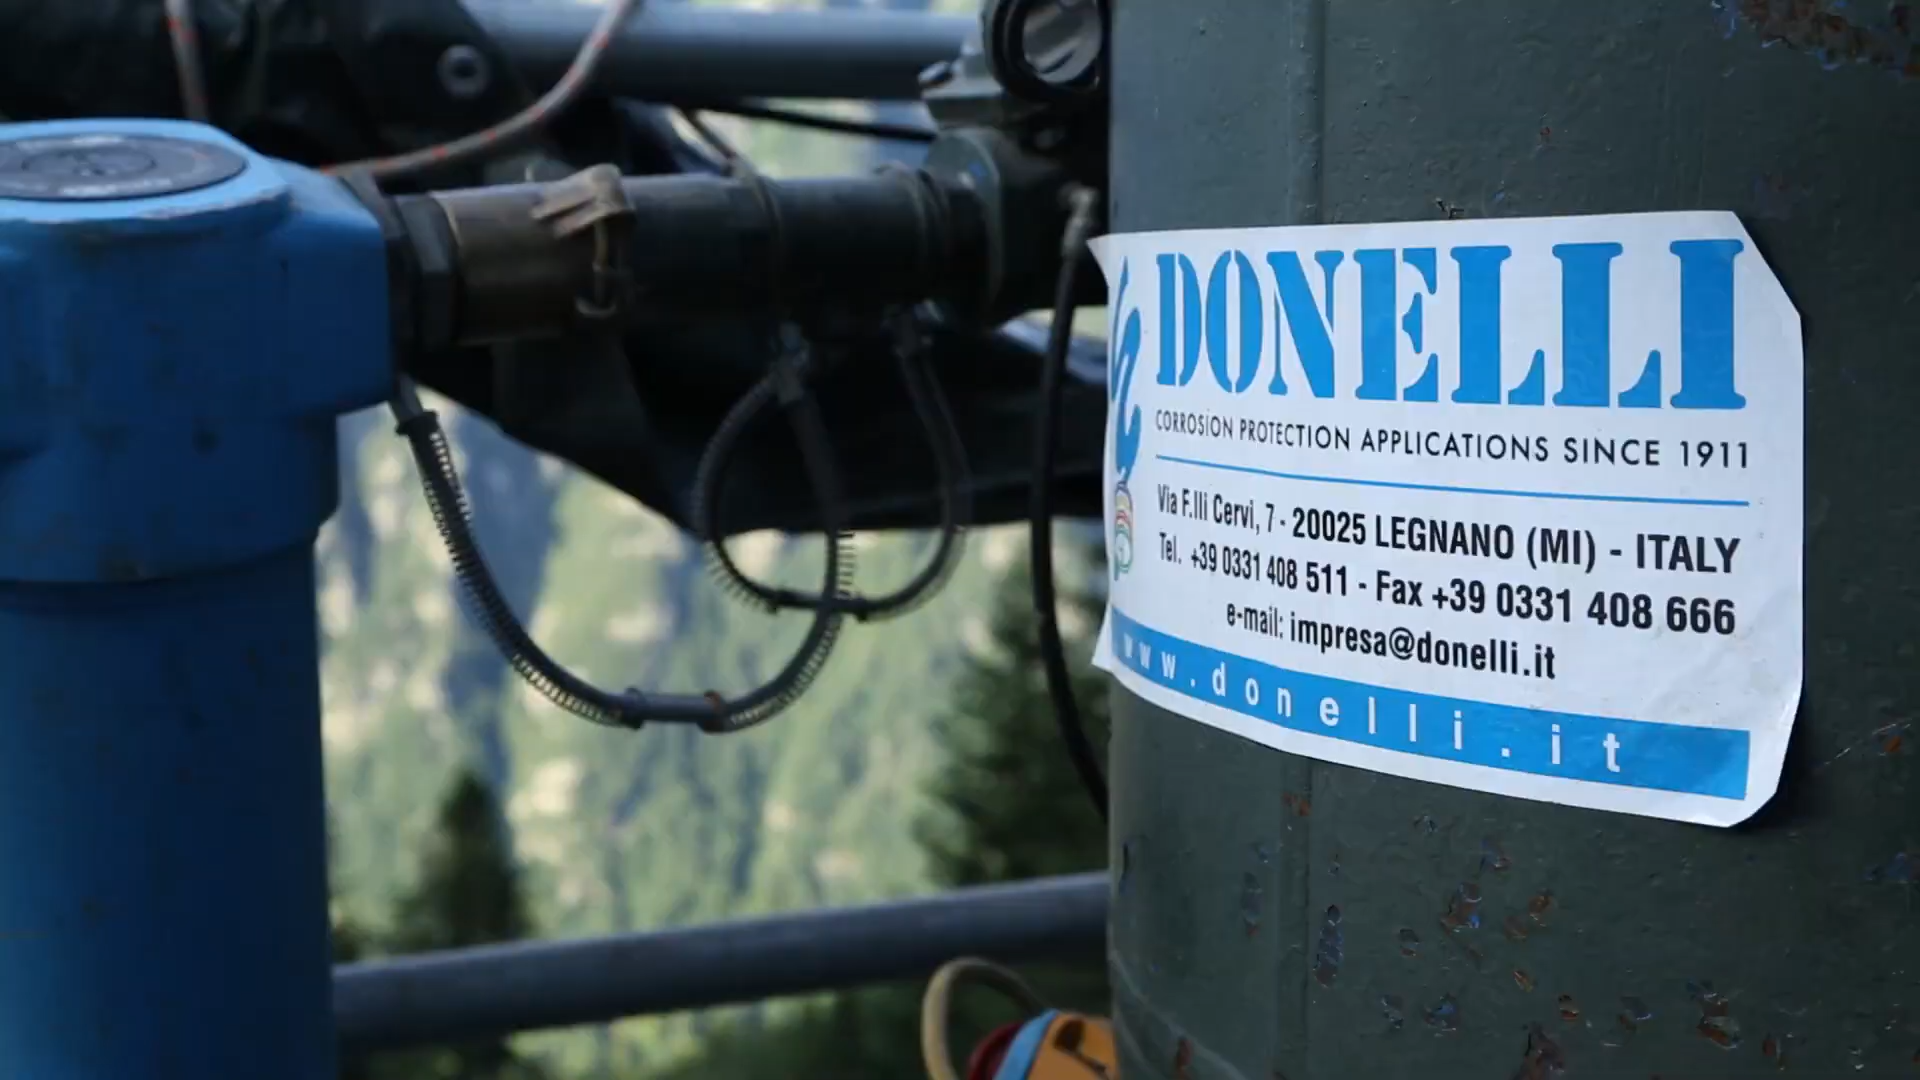 DONELLI
CORROSION PROTECTION APPLICATIONS SINCE 1911
Via F.lli Cervi, 7 - 20025 LEGNANO (MI) - ITALY
Tel. +39 0331 408 511 - Fax +39 0331 408 666
e-mail: impresa@donelli.it
www.donelli.it